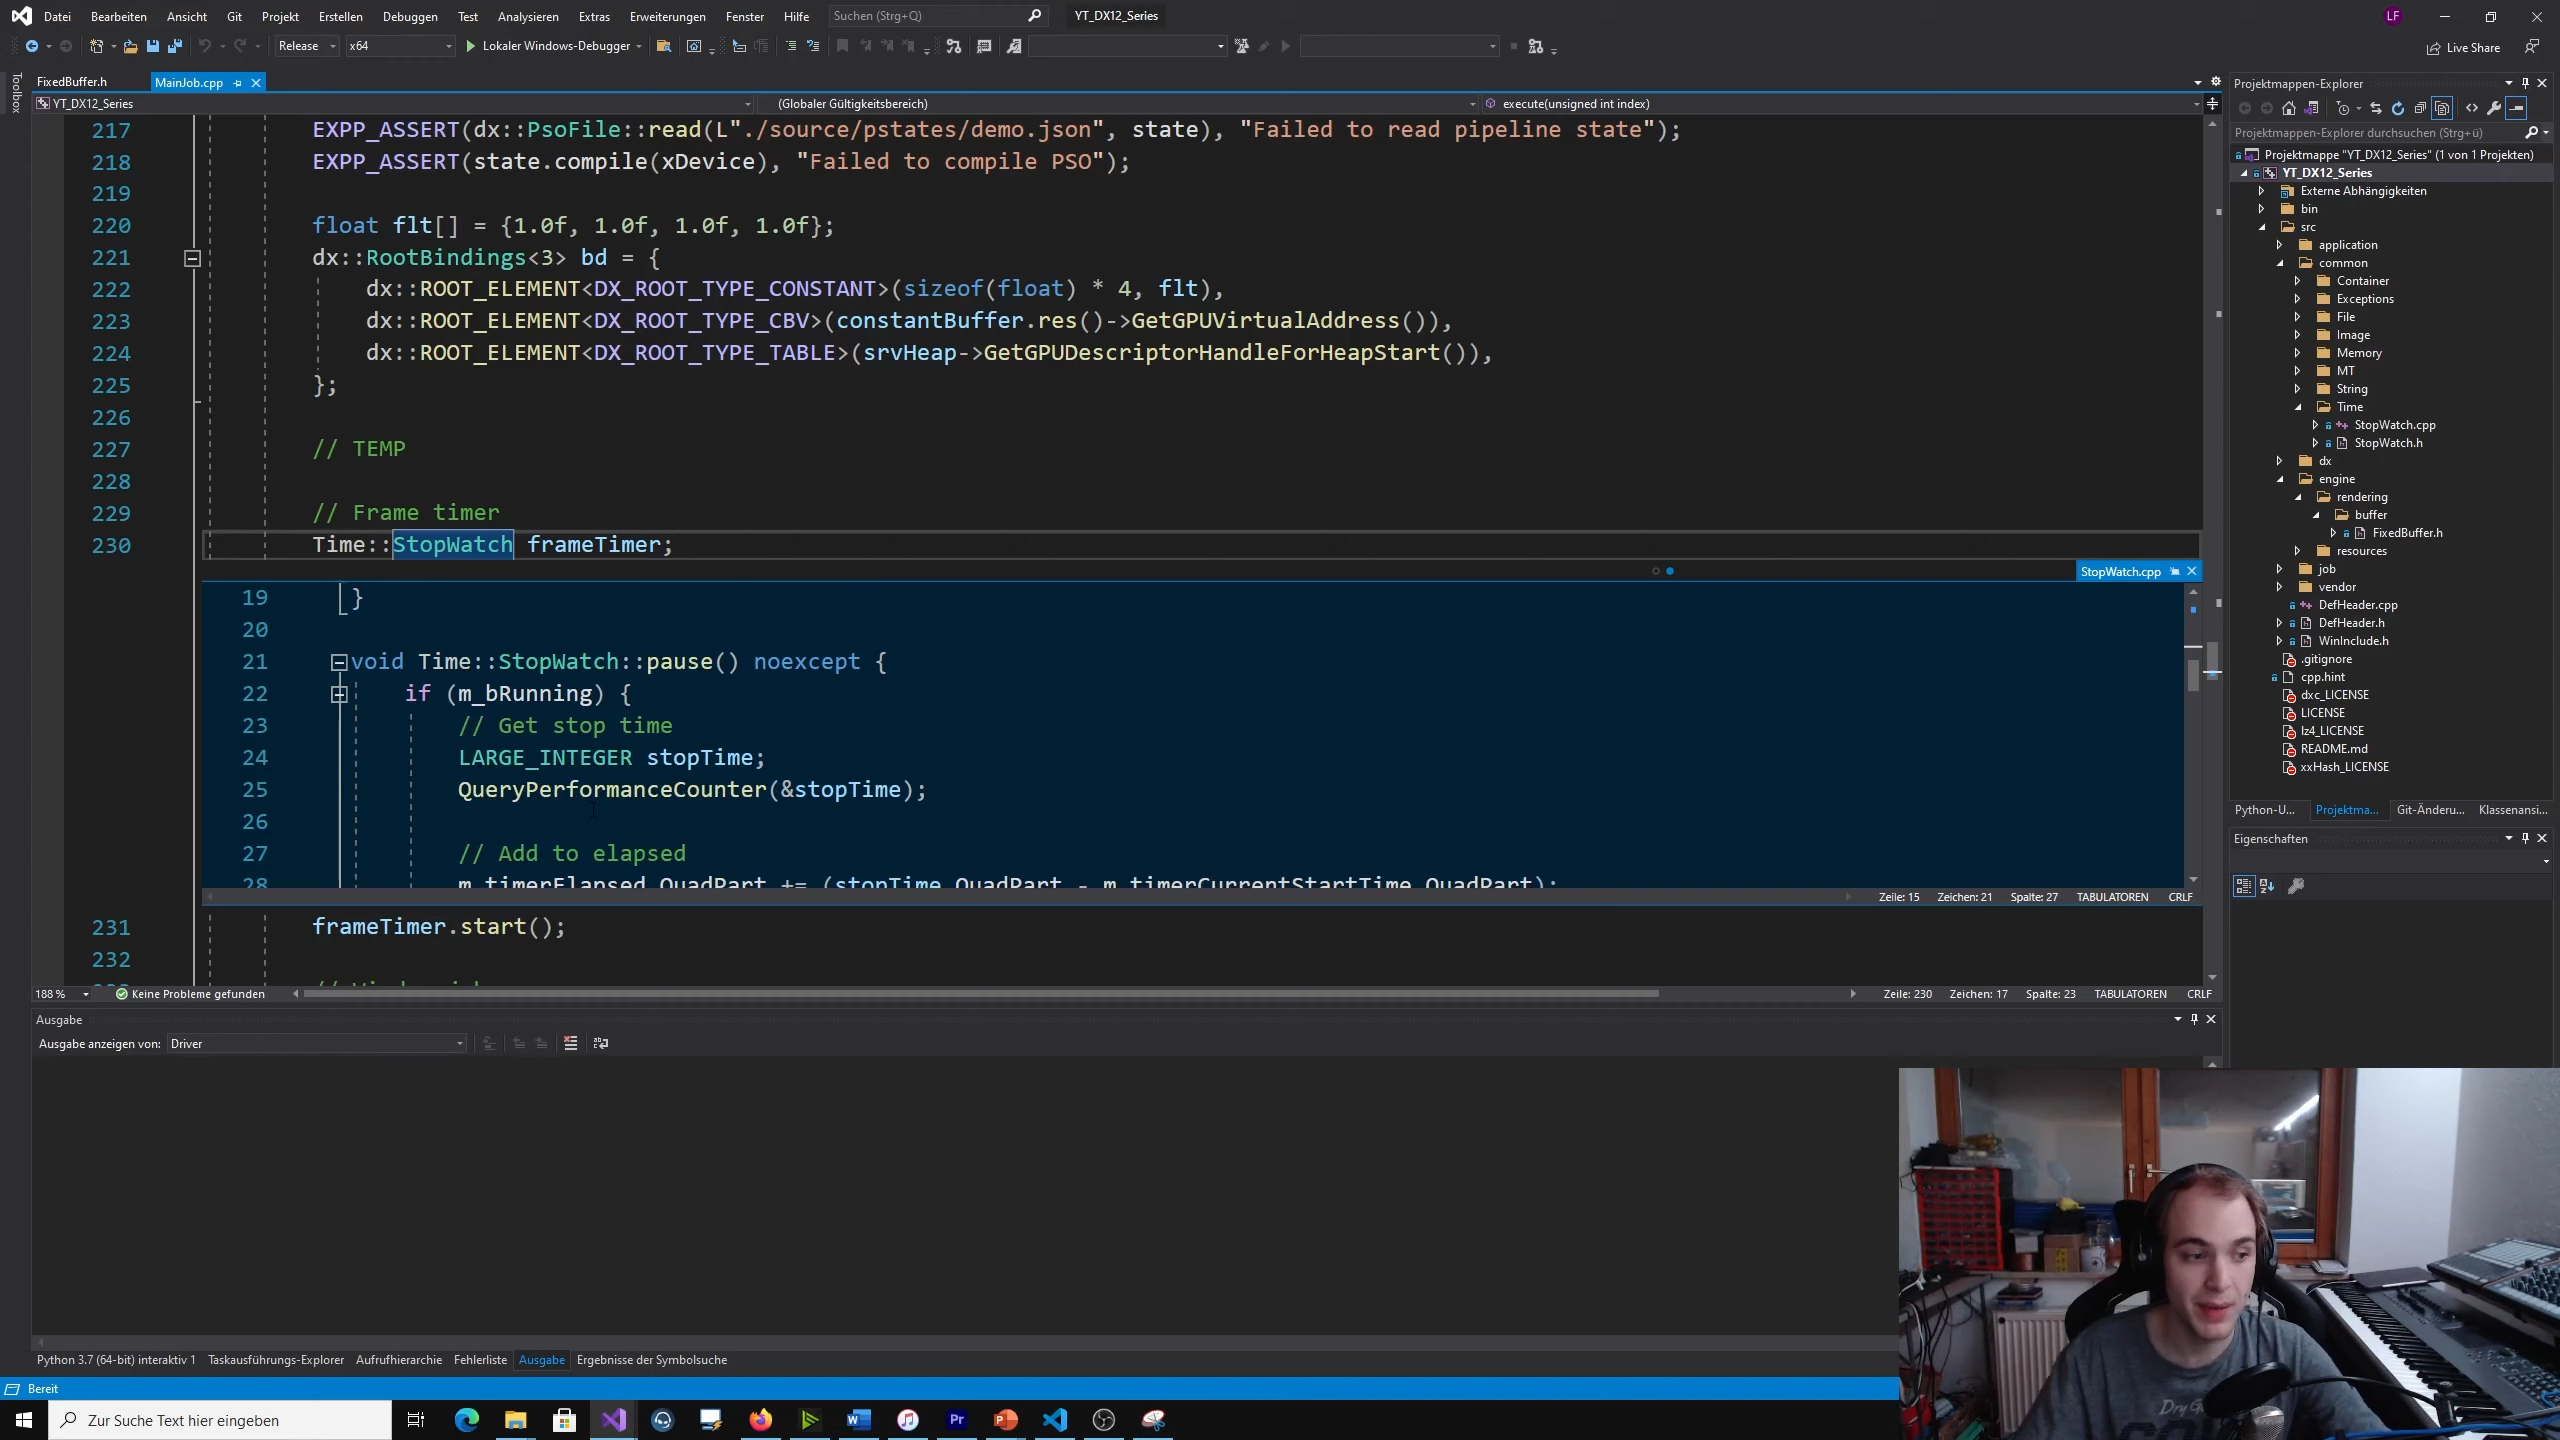 Datei Bearbeiten Ansicht Git Projekt Erstellen Debuggen Test Analysieren Extras Erweiterungen Fenster Hilfe Suchen (Strg+Q) YT_DX12_Series LF
Release x64 Lokaler Windows-Debugger Live Share
Toolbox
FixedBuffer.h MainJob.cpp
YT_DX12_Series (Globaler Gültigkeitsbereich) execute(unsigned int index)
217 EXPP_ASSERT(dx::PsoFile::read(L"./source/pstates/demo.json", state), "Failed to read pipeline state");
218 EXPP_ASSERT(state.compile(xDevice), "Failed to compile PSO");
219
220 float flt[] = {1.0f, 1.0f, 1.0f, 1.0f};
221 dx::RootBindings<3> bd = {
222 dx::ROOT_ELEMENT<DX_ROOT_TYPE_CONSTANT>(sizeof(float) * 4, flt),
223 dx::ROOT_ELEMENT<DX_ROOT_TYPE_CBV>(constantBuffer.res()->GetGPUVirtualAddress()),
224 dx::ROOT_ELEMENT<DX_ROOT_TYPE_TABLE>(srvHeap->GetGPUDescriptorHandleForHeapStart()),
225 };
226
227 // TEMP
228
229 // Frame timer
230 Time::StopWatch frameTimer;
StopWatch.cpp
19 }
20
21 void Time::StopWatch::pause() noexcept {
22 if (m_bRunning) {
23 // Get stop time
24 LARGE_INTEGER stopTime;
25 QueryPerformanceCounter(&stopTime);
26
27 // Add to elapsed
28 m_timerElapsed.QuadPart += (stopTime.QuadPart - m_timerCurrentStartTime.QuadPart);
Zeile: 15 Zeichen: 21 Spalte: 27 TABULATOREN CRLF
231 frameTimer.start();
232
188 % Keine Probleme gefunden Zeile: 230 Zeichen: 17 Spalte: 23 TABULATOREN CRLF
Ausgabe
Ausgabe anzeigen von: Driver
Python 3.7 (64-bit) interaktiv 1 Taskausführungs-Explorer Aufrufhierarchie Fehlerliste Ausgabe Ergebnisse der Symbolsuche
Bereit
Zur Suche Text hier eingeben
Projektmappen-Explorer
Projektmappen-Explorer durchsuchen (Strg+ü)
Projektmappe "YT_DX12_Series" (1 von 1 Projekten)
YT_DX12_Series
Externe Abhängigkeiten
bin
src
application
common
Container
Exceptions
File
Image
Memory
MT
String
Time
StopWatch.cpp
StopWatch.h
dx
engine
rendering
buffer
FixedBuffer.h
resources
job
vendor
DefHeader.cpp
DefHeader.h
WinInclude.h
.gitignore
cpp.hint
dxc_LICENSE
LICENSE
lz4_LICENSE
README.md
xxHash_LICENSE
Python-U... Projektma... Git-Änderu... Klassenansi...
Eigenschaften